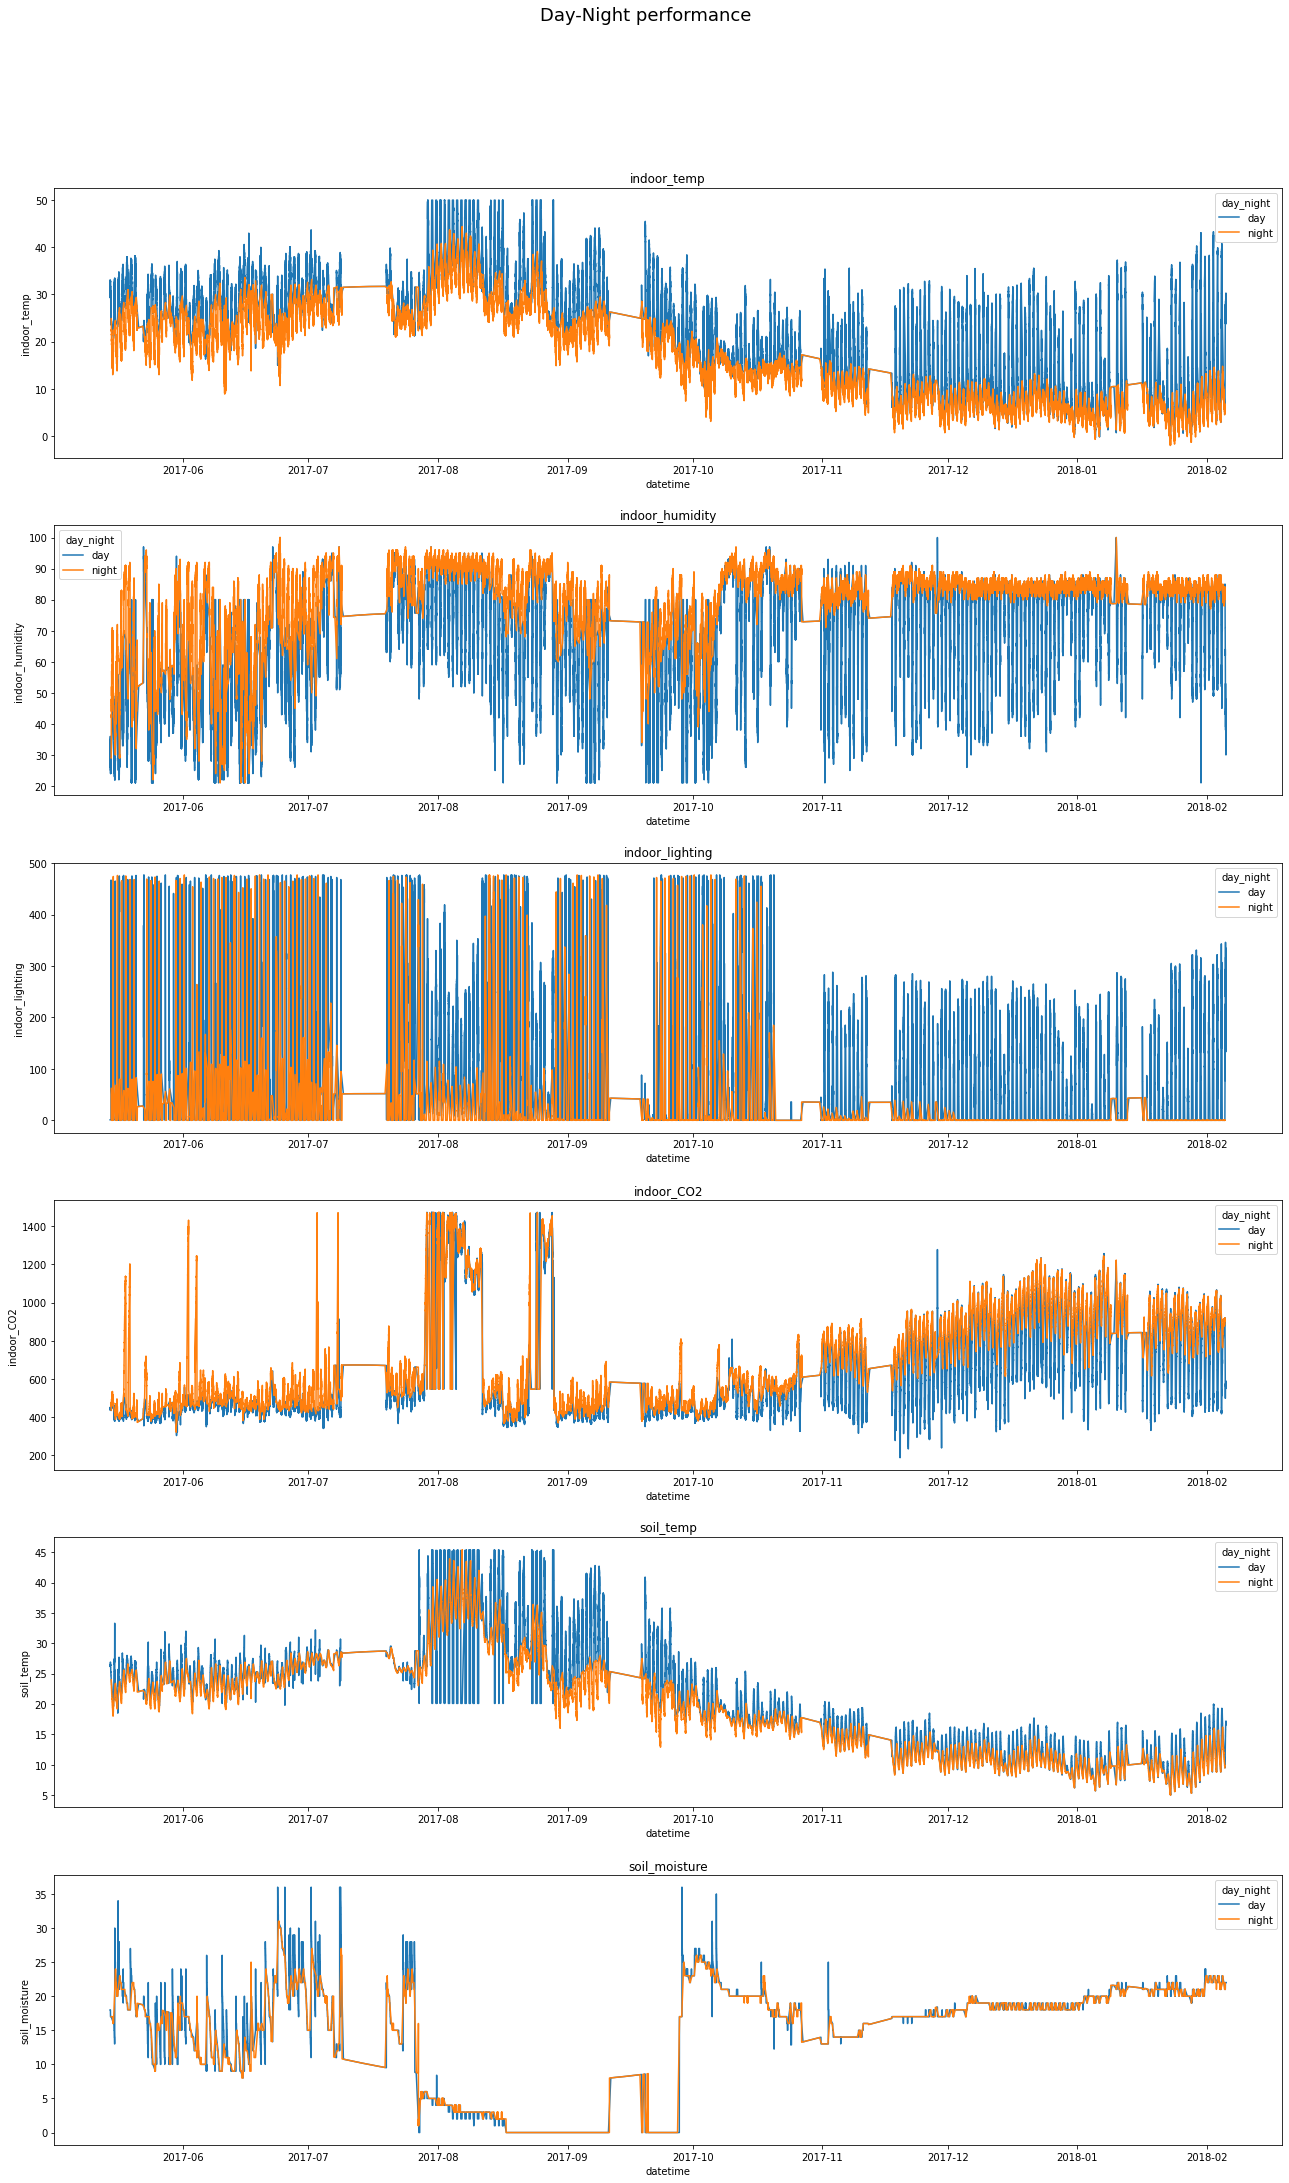 Day-Night performance
indoor_temp
day_night
day
night
indoor_temp
50
40
30
20
10
0
2017-06 2017-07 2017-08 2017-09 2017-10 2017-11 2017-12 2018-01 2018-02
datetime
indoor_humidity
day_night
day
night
indoor_humidity
100
90
80
70
60
50
40
30
20
2017-06 2017-07 2017-08 2017-09 2017-10 2017-11 2017-12 2018-01 2018-02
datetime
indoor_lighting
day_night
day
night
indoor_lighting
500
400
300
200
100
0
2017-06 2017-07 2017-08 2017-09 2017-10 2017-11 2017-12 2018-01 2018-02
datetime
indoor_CO2
day_night
day
night
indoor_CO2
1400
1200
1000
800
600
400
200
2017-06 2017-07 2017-08 2017-09 2017-10 2017-11 2017-12 2018-01 2018-02
datetime
soil_temp
day_night
day
night
soil_temp
45
40
35
30
25
20
15
10
5
2017-06 2017-07 2017-08 2017-09 2017-10 2017-11 2017-12 2018-01 2018-02
datetime
soil_moisture
day_night
day
night
soil_moisture
35
30
25
20
15
10
5
0
2017-06 2017-07 2017-08 2017-09 2017-10 2017-11 2017-12 2018-01 2018-02
datetime